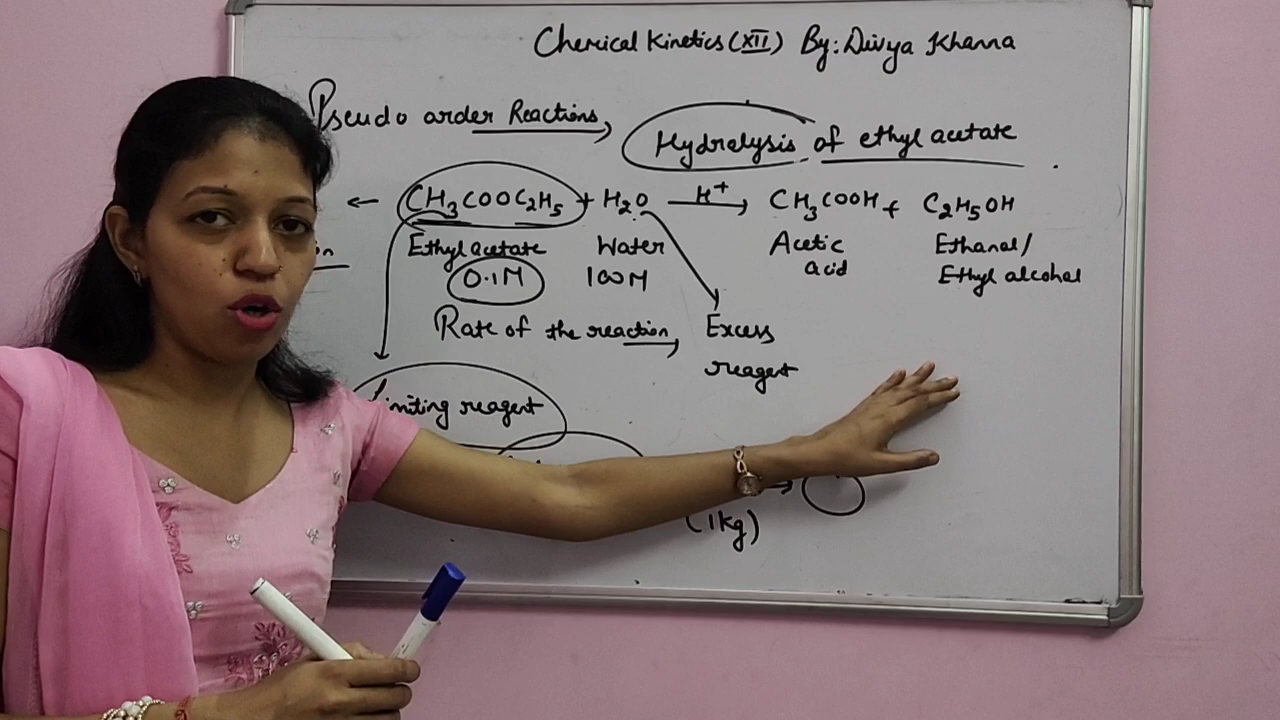 Chemical Kinetics (XII) By: Divya Khanna
Pseudo order Reactions
Hydrolysis of ethyl acetate
← CH₃COOC₂H₅ + H₂O —H⁺→ CH₃COOH + C₂H₅OH
Ethyl acetate Water Acetic acid Ethanol/
Ethyl alcohol
0.1M 100M
Rate of the reaction Excess
reagent
Limiting reagent
(1kg)